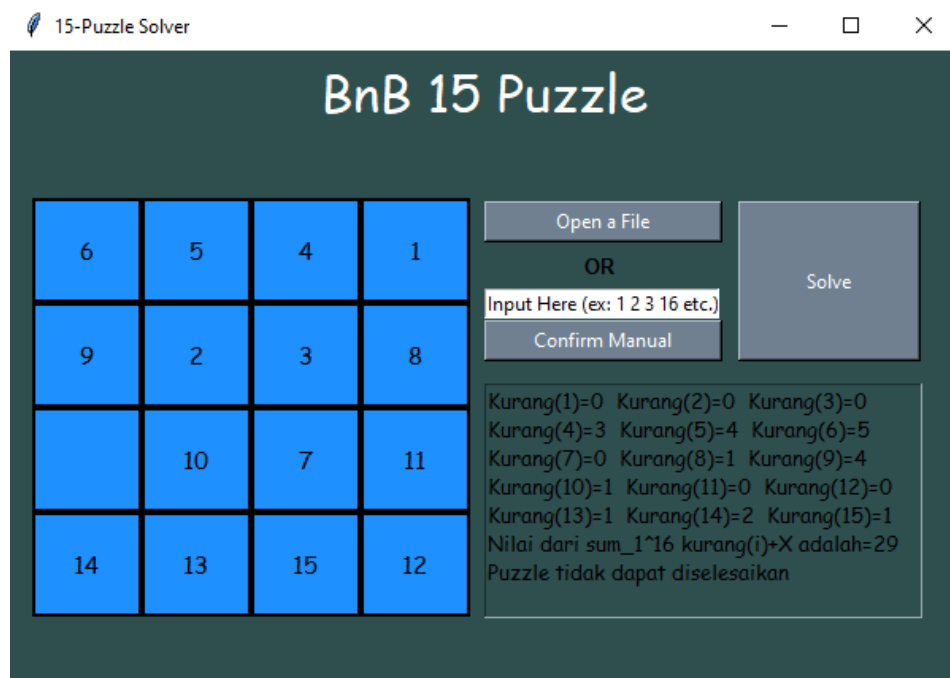 15-Puzzle Solver
BnB 15 Puzzle
6 5 4 1
9 2 3 8
10 7 11
14 13 15 12
Open a File
OR
Input Here (ex: 1 2 3 16 etc.)
Confirm Manual
Solve
Kurang(1)=0 Kurang(2)=0 Kurang(3)=0
Kurang(4)=3 Kurang(5)=4 Kurang(6)=5
Kurang(7)=0 Kurang(8)=1 Kurang(9)=4
Kurang(10)=1 Kurang(11)=0 Kurang(12)=0
Kurang(13)=1 Kurang(14)=2 Kurang(15)=1
Nilai dari sum_1^16 kurang(i)+X adalah=29
Puzzle tidak dapat diselesaikan